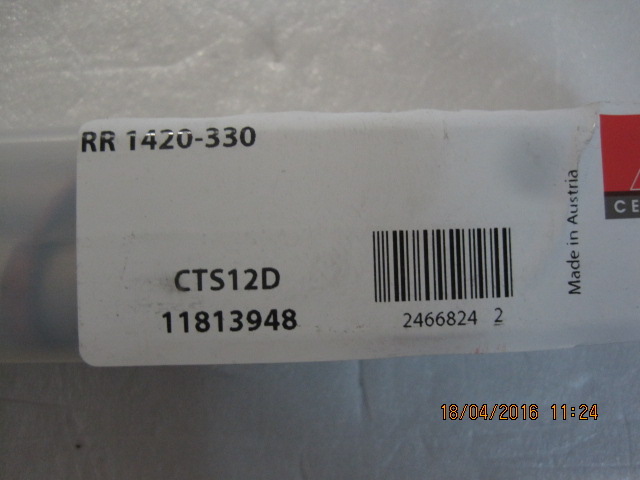 RR 1420-330
CTS12D
11813948
2466824 2
Made in Austria
CE
18/04/2016 11:24